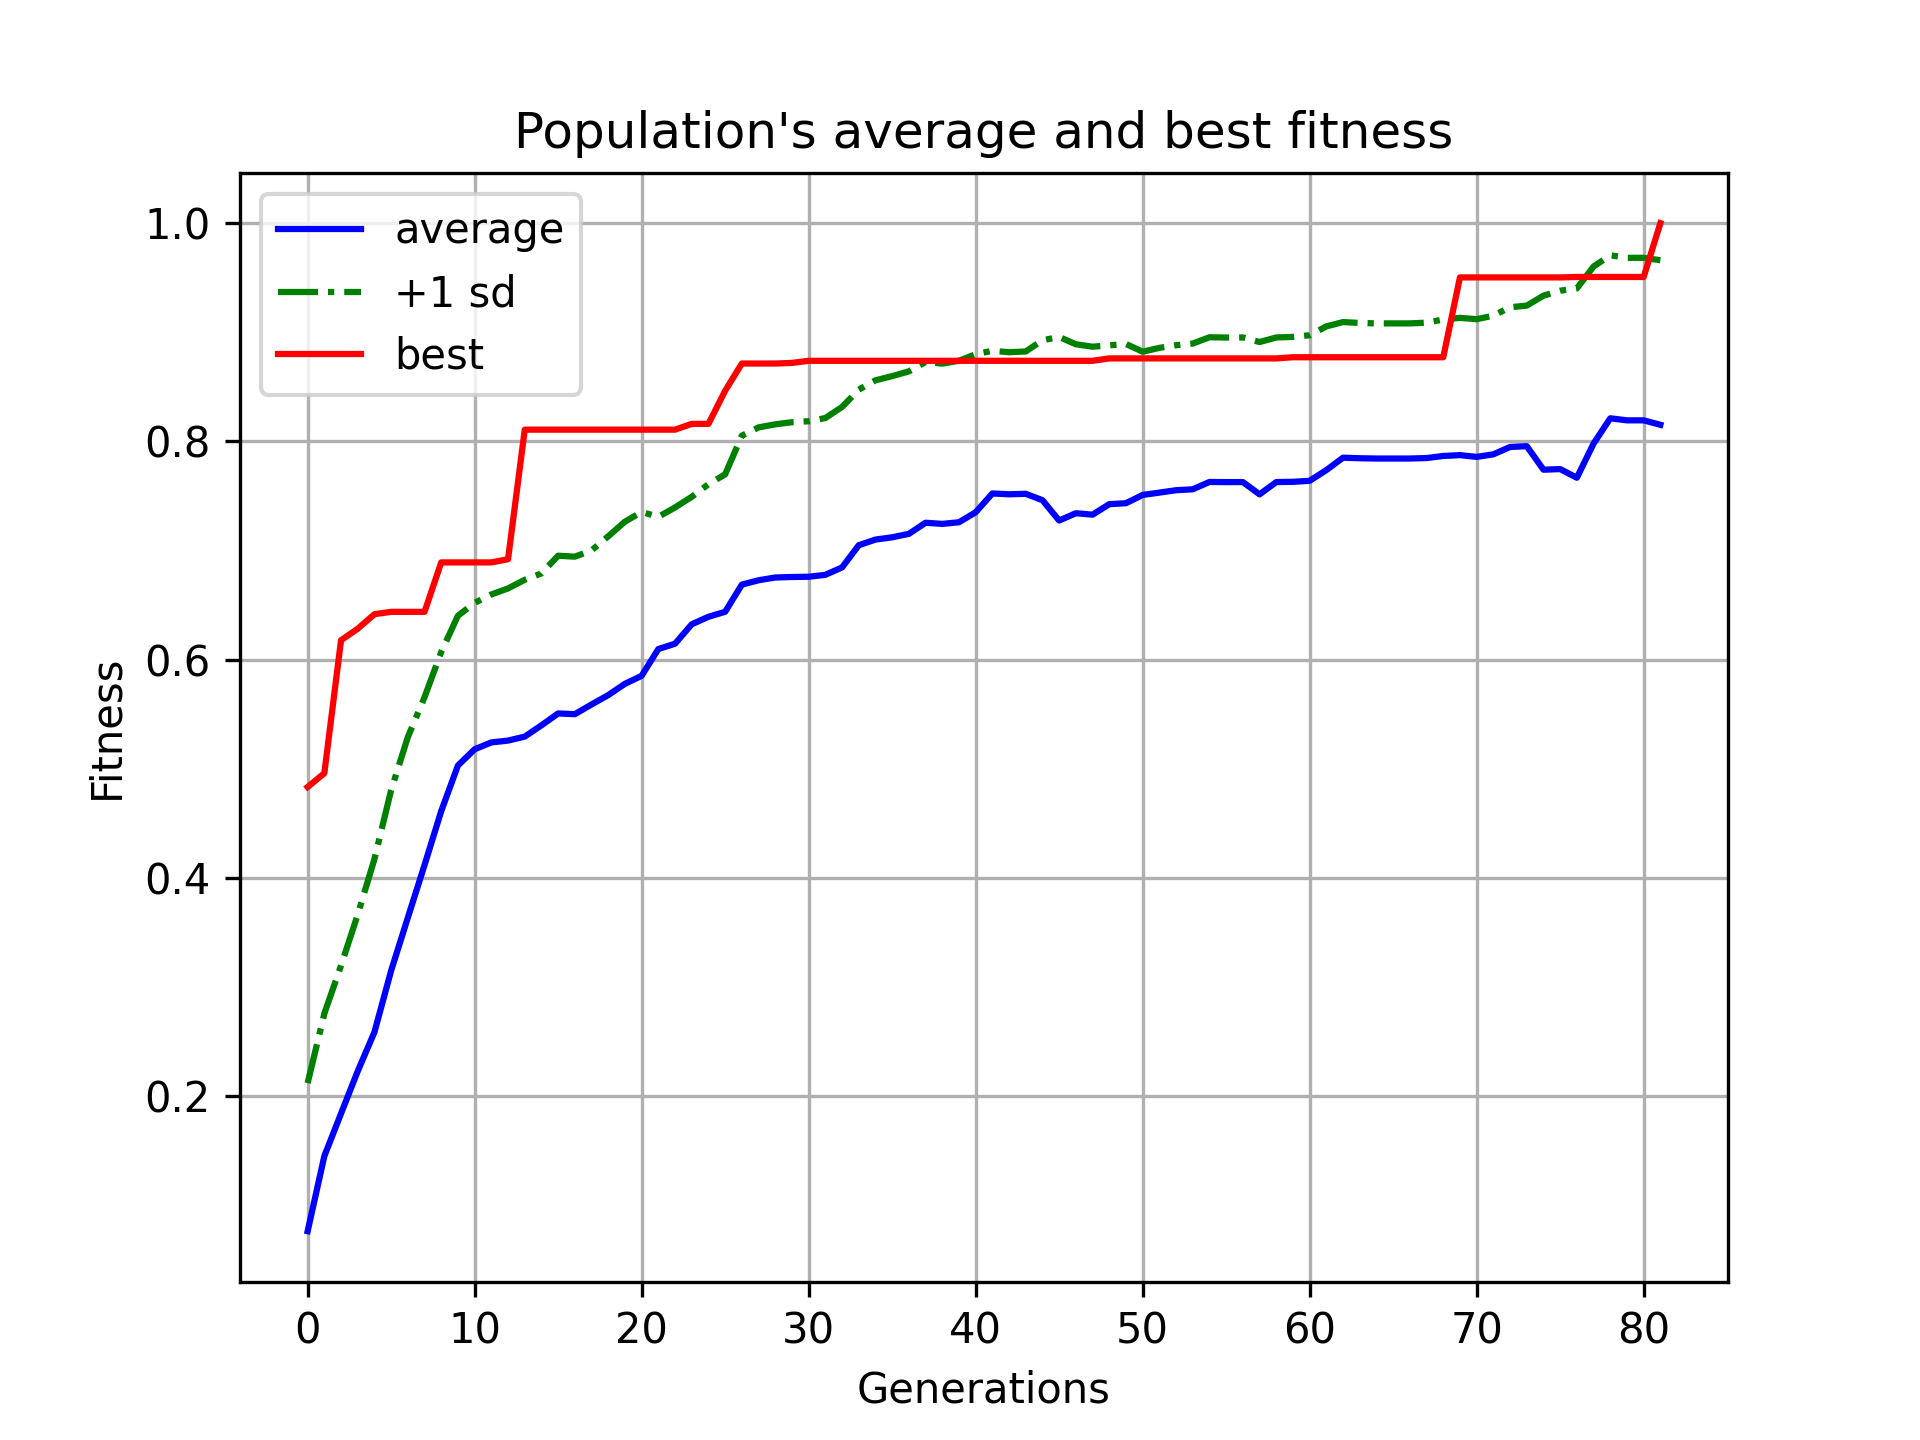 Population's average and best fitness
average
+1 sd
best
1.0
0.8
0.6
0.4
0.2
Fitness
0 10 20 30 40 50 60 70 80
Generations